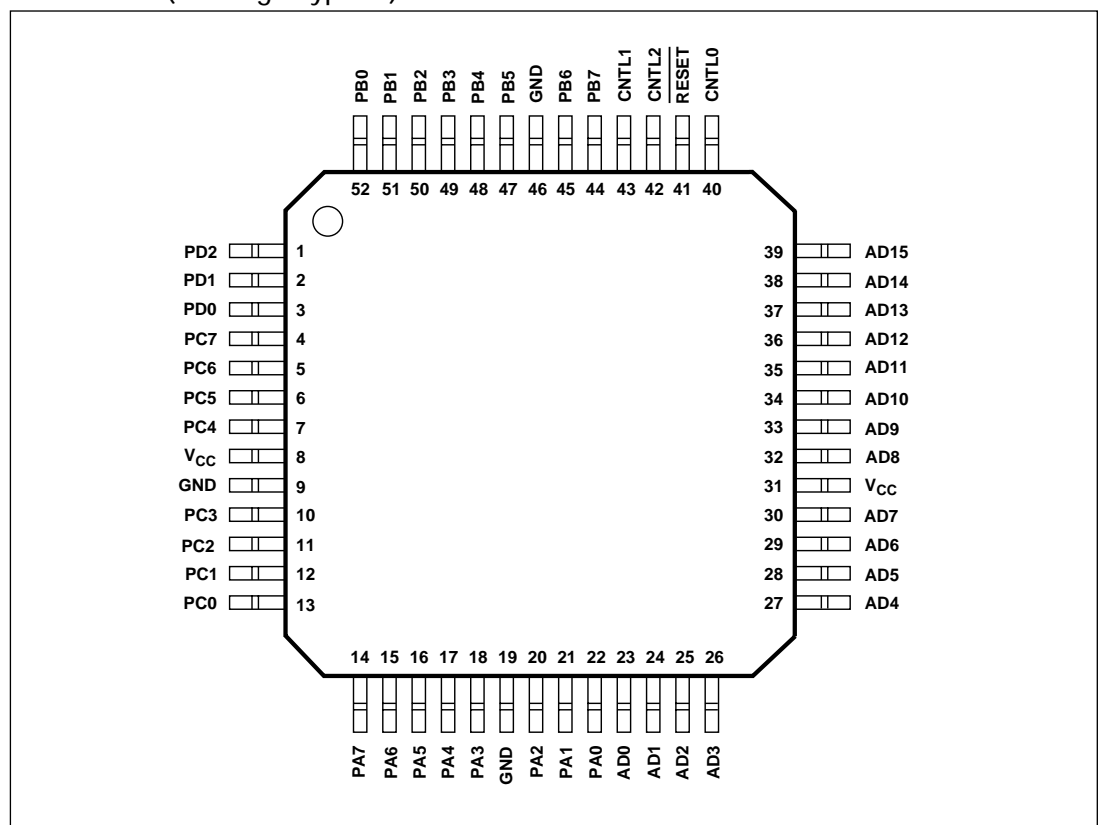 PB0 PB1 PB2 PB3 PB4 PB5 GND PB6 PB7 CNTL1 CNTL2 RESET CNTL0
52 51 50 49 48 47 46 45 44 43 42 41 40
PD2 1 39 AD15
PD1 2 38 AD14
PD0 3 37 AD13
PC7 4 36 AD12
PC6 5 35 AD11
PC5 6 34 AD10
PC4 7 33 AD9
VCC 8 32 AD8
GND 9 31 VCC
PC3 10 30 AD7
PC2 11 29 AD6
PC1 12 28 AD5
PC0 13 27 AD4
14 15 16 17 18 19 20 21 22 23 24 25 26
PA7 PA6 PA5 PA4 PA3 GND PA2 PA1 PA0 AD0 AD1 AD2 AD3